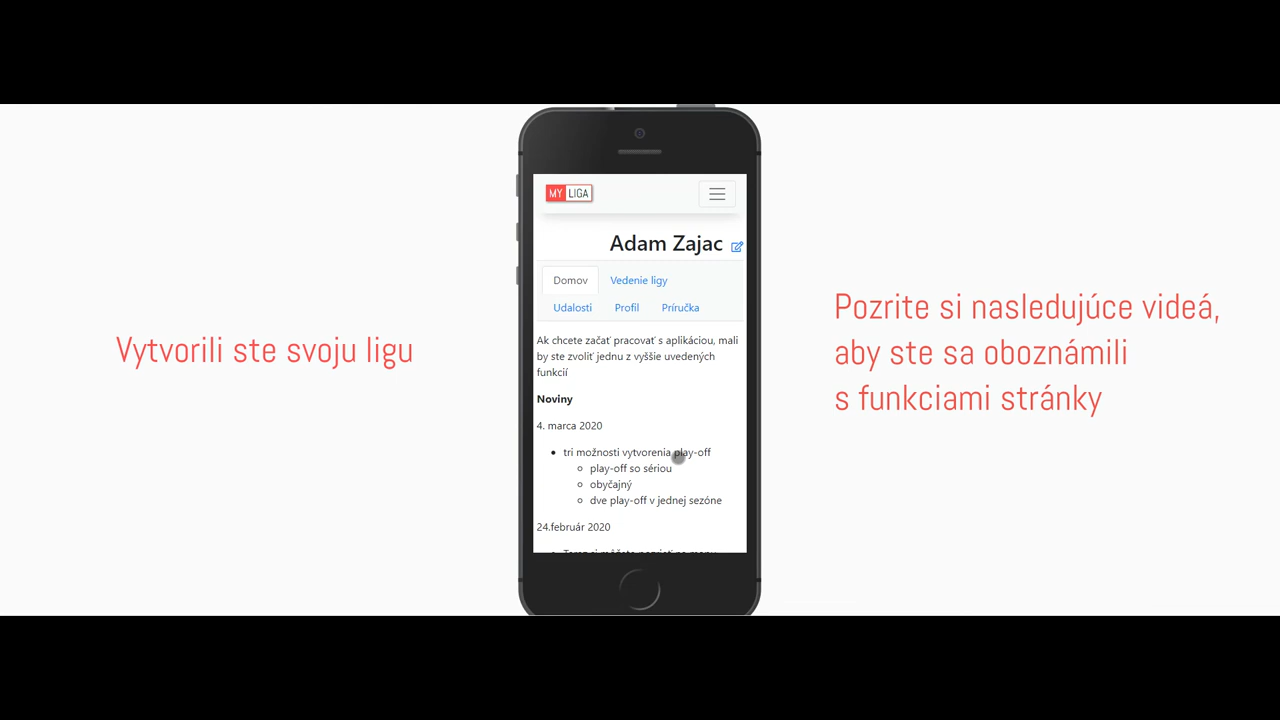 Vytvorili ste svoju ligu
MY LIGA
Adam Zajac
Domov Vedenie ligy
Udalosti Profil Príručka
Ak chcete začať pracovať s aplikáciou, mali
by ste zvoliť jednu z vyššie uvedených
funkcií
Noviny
4. marca 2020
tri možnosti vytvorenia play-off
play-off so sériou
obyčajný
dve play-off v jednej sezóne
24.február 2020
Pozrite si nasledujúce videá,
aby ste sa oboznámili
s funkciami stránky